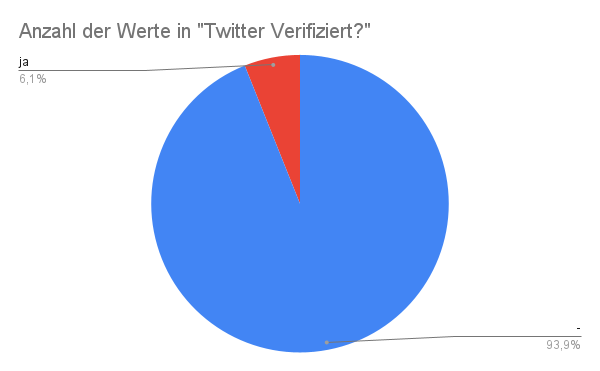 Anzahl der Werte in "Twitter Verifiziert?"
ja
6,1%
-
93,9%